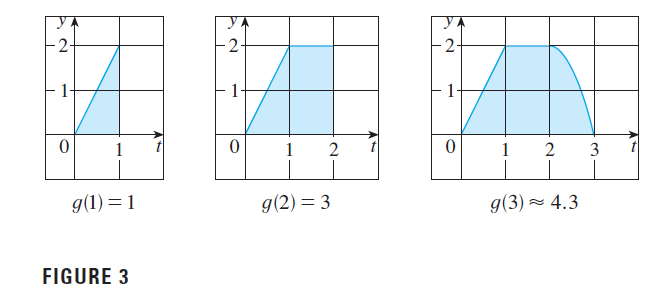 y y y
2 2 2
1 1 1
0 1 t 0 1 2 t 0 1 2 3 t
g(1) = 1 g(2) = 3 g(3) ≈ 4.3
FIGURE 3